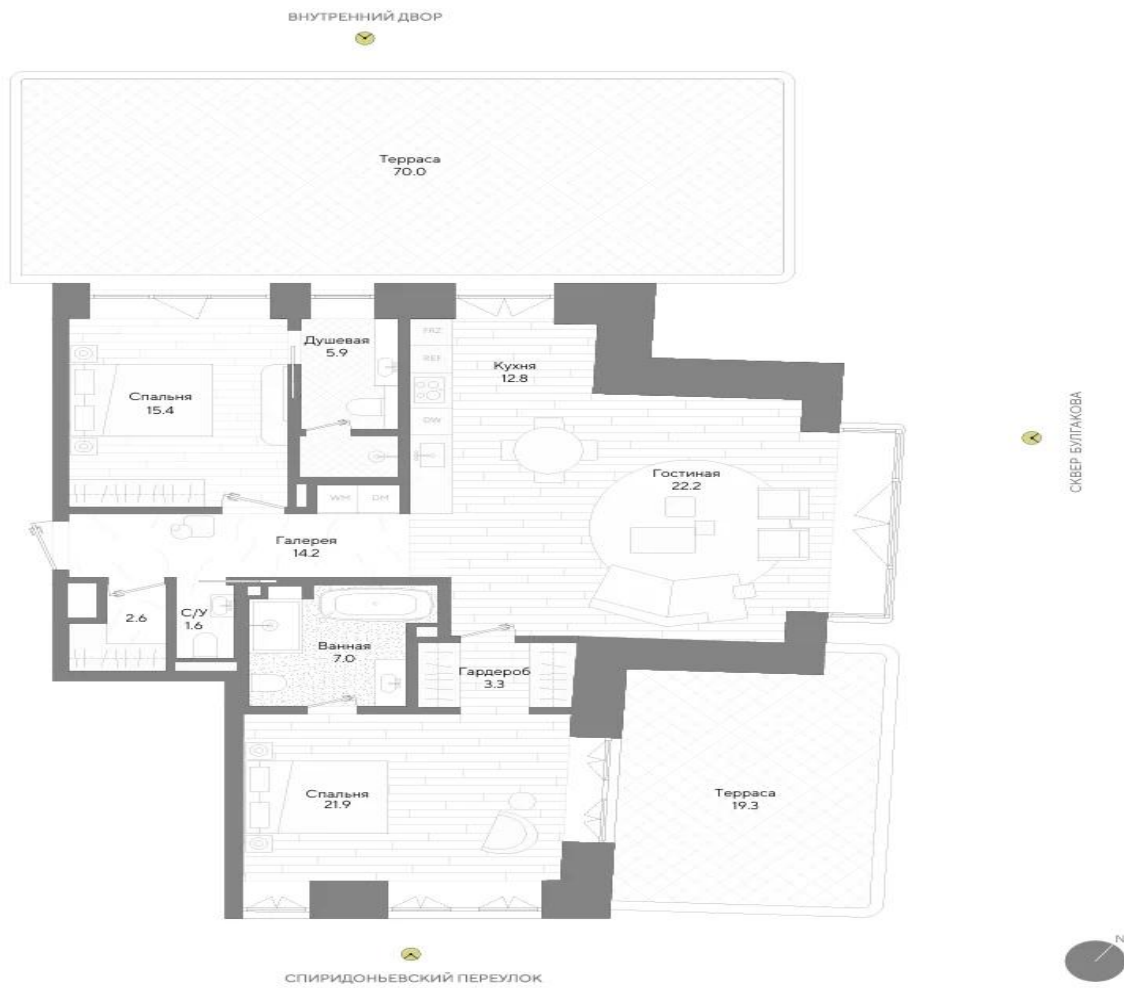 ВНУТРЕННИЙ ДВОР
Терраса
70.0
Душевая
5.9
FRZ
REF
Кухня
12.8
Спальня
15.4
DW
СКВЕР БУЛГАКОВА
Гостиная
22.2
WM
DM
Галерея
14.2
2.6
С/У
1.6
Ванная
7.0
Гардероб
3.3
Спальня
21.9
Терраса
19.3
N
СПИРИДОНЬЕВСКИЙ ПЕРЕУЛОК